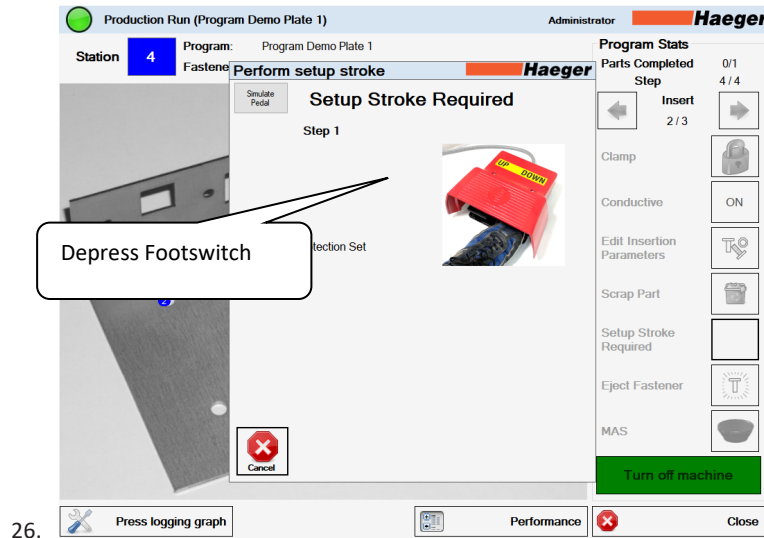 Production Run (Program Demo Plate 1)
Administrator
Haeger
Station
4
Program: Program Demo Plate 1
Fastene
Perform setup stroke
Haeger
Simulate
Pedal
Setup Stroke Required
Step 1
UP DOWN
Depress Footswitch
tection Set
2
Cancel
Program Stats
Parts Completed 0/1
Step 4 / 4
Insert
2 / 3
Clamp
Conductive
ON
Edit Insertion
Parameters
Scrap Part
Setup Stroke
Required
Eject Fastener
MAS
Turn off machine
26.
Press logging graph
Performance
Close